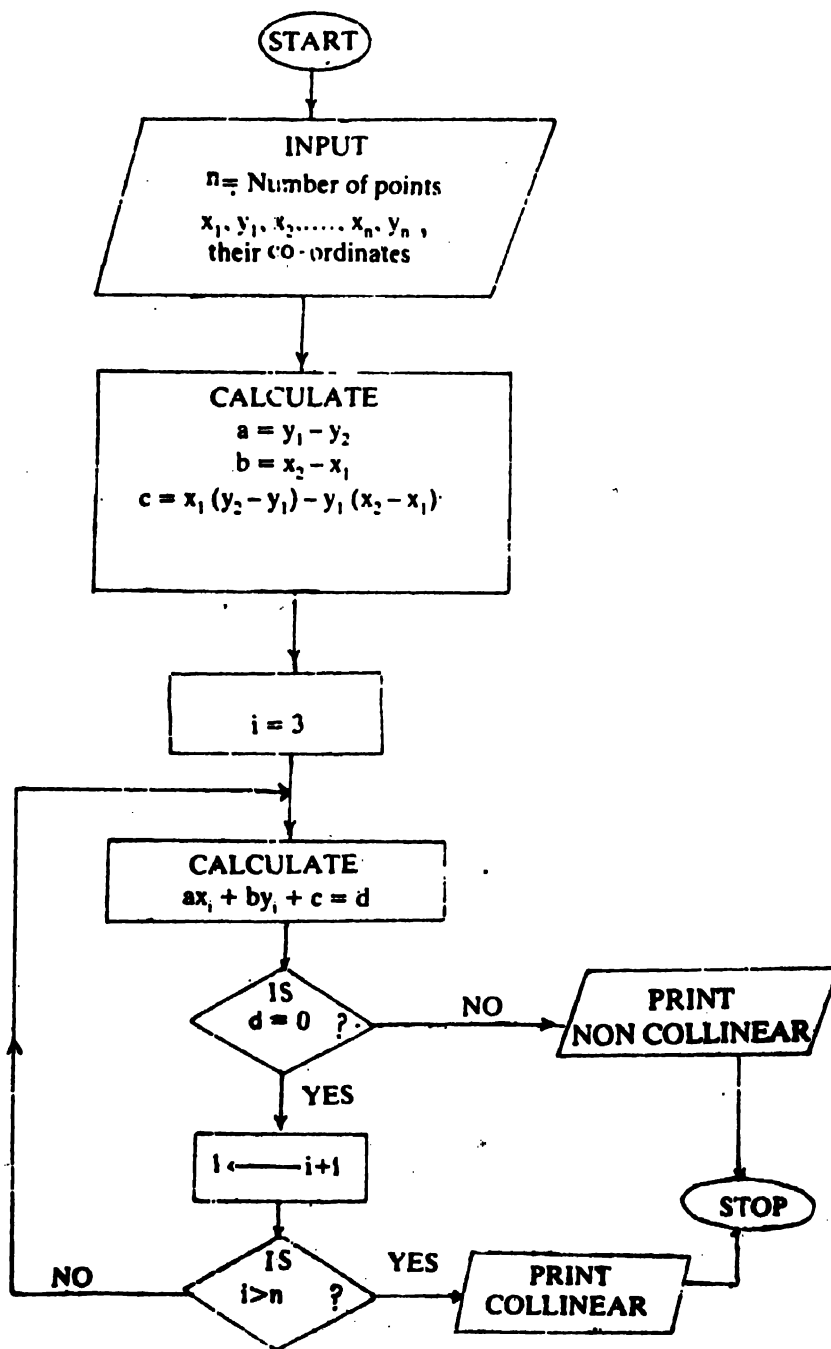 START
INPUT
n= Number of points
x₁, y₁, x₂,....., xₙ, yₙ ,
their co-ordinates
CALCULATE
a = y₁ – y₂
b = x₂ – x₁
c = x₁ (y₂ – y₁) – y₁ (x₂ – x₁)
i = 3
CALCULATE
axᵢ + byᵢ + c = d
IS
d = 0 ?
NO
PRINT
NON COLLINEAR
YES
1 ← i+1
STOP
IS
i>n ?
NO
YES
PRINT
COLLINEAR